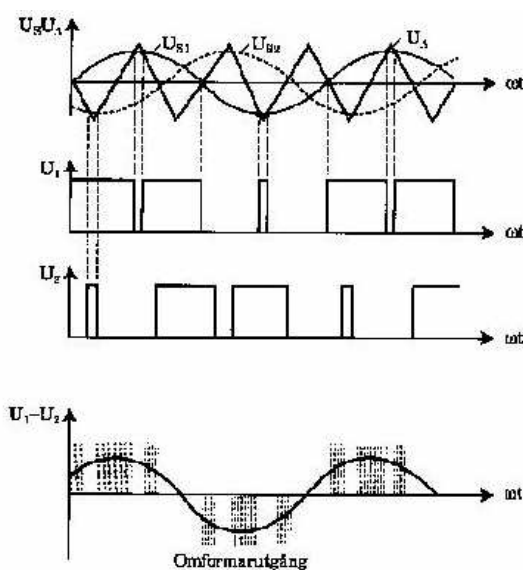 U_S U_Δ
U_S1
U_S2
U_Δ
ωt
U_1
ωt
U_2
ωt
U_1-U_2
ωt
Omformarutgång